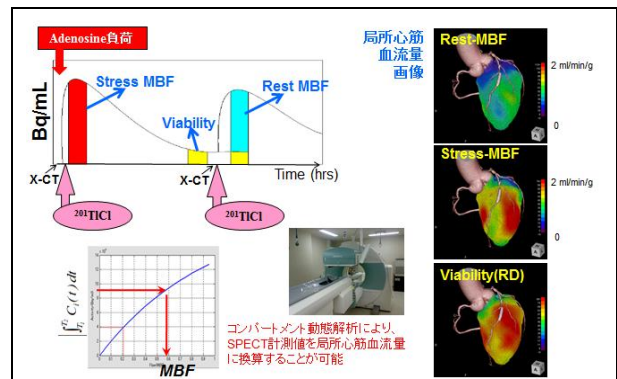 Adenosine負荷
Stress MBF
Rest MBF
Viability
Bq/mL
X-CT
X-CT
Time (hrs)
201TlCl
201TlCl
局所心筋
血流量
画像
Rest-MBF
2 ml/min/g
0
Stress-MBF
2 ml/min/g
0
Viability(RD)
∫T1T2 Ci(t)dt
MBF
コンパートメント動態解析により、
SPECT計測値を局所心筋血流量
に換算することが可能